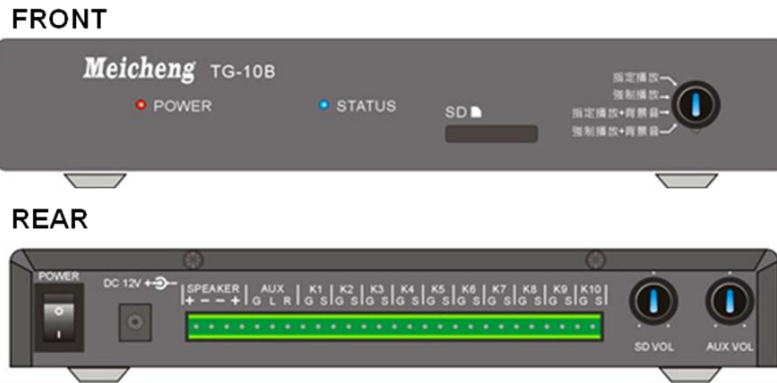 FRONT
Meicheng TG-10B
POWER
STATUS
SD
指定播放
強制播放
指定播放+背景音
強制播放+背景音
REAR
POWER
DC 12V
SPEAKER AUX K1 K2 K3 K4 K5 K6 K7 K8 K9 K10
+ − − + G L R G S G S G S G S G S G S G S G S G S G S
SD VOL
AUX VOL